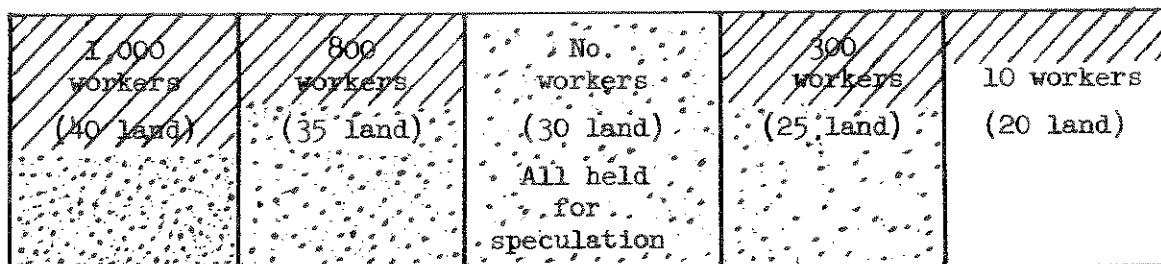 1,000
workers
(40 land)
800
workers
(35 land)
No.
workers
(30 land)
All held
for
speculation
300
workers
(25 land)
10 workers
(20 land)